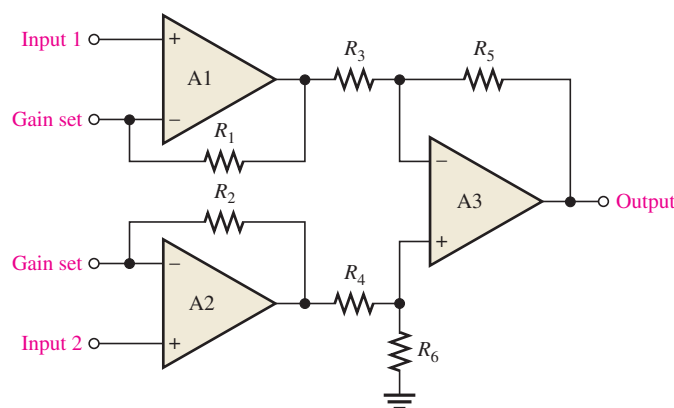 Input 1
+
A1
R3
R5
Gain set
−
R1
−
R2
A3
Output
+
Gain set
−
A2
R4
Input 2
+
R6